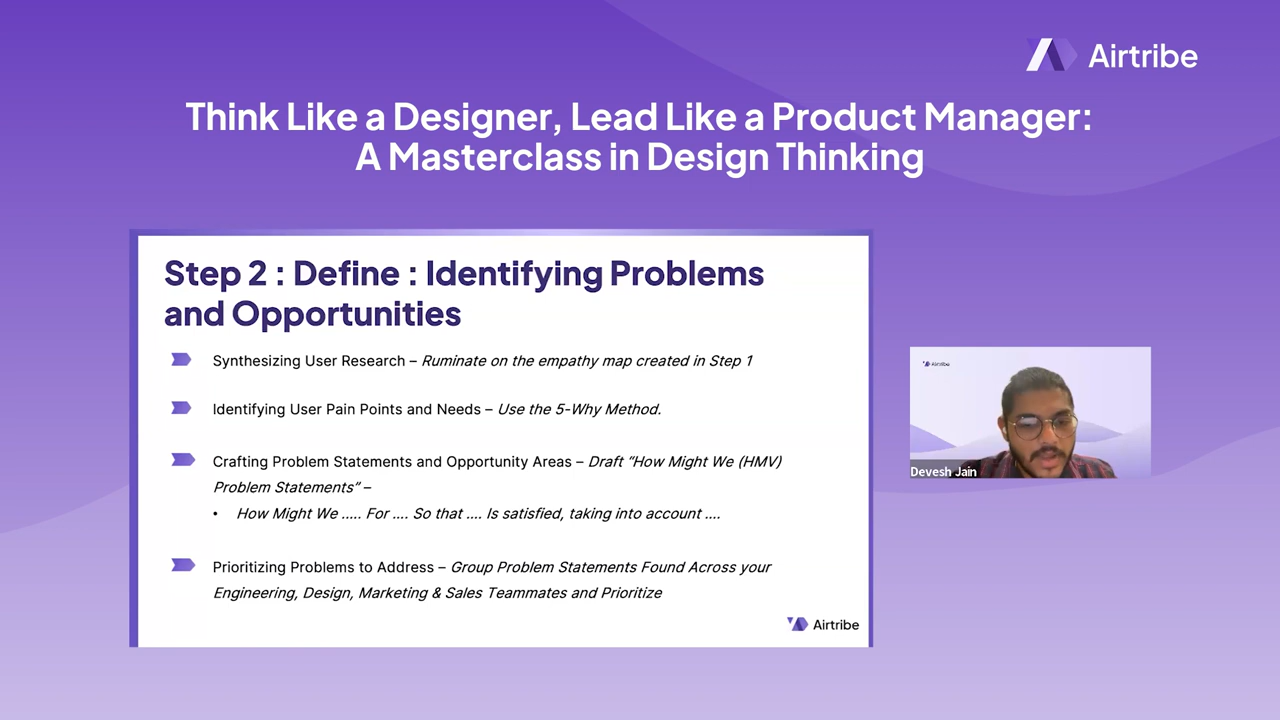 Airtribe
Think Like a Designer, Lead Like a Product Manager:
A Masterclass in Design Thinking
Step 2 : Define : Identifying Problems
and Opportunities
Synthesizing User Research – Ruminate on the empathy map created in Step 1
Identifying User Pain Points and Needs – Use the 5-Why Method.
Crafting Problem Statements and Opportunity Areas – Draft “How Might We (HMV)
Problem Statements” –
• How Might We ..... For .... So that .... Is satisfied, taking into account ....
Prioritizing Problems to Address – Group Problem Statements Found Across your
Engineering, Design, Marketing & Sales Teammates and Prioritize
Airtribe
Airtribe
Devesh Jain